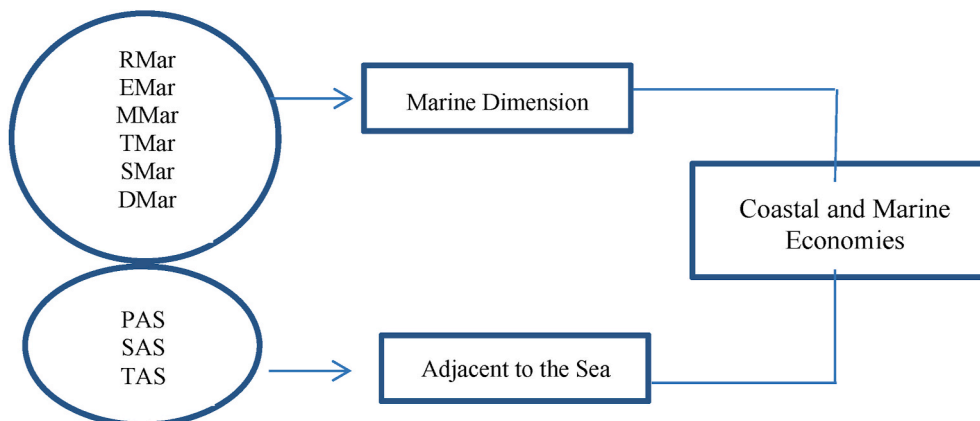 RMar
EMar
MMar
TMar
SMar
DMar
Marine Dimension
Coastal and Marine
Economies
PAS
SAS
TAS
Adjacent to the Sea